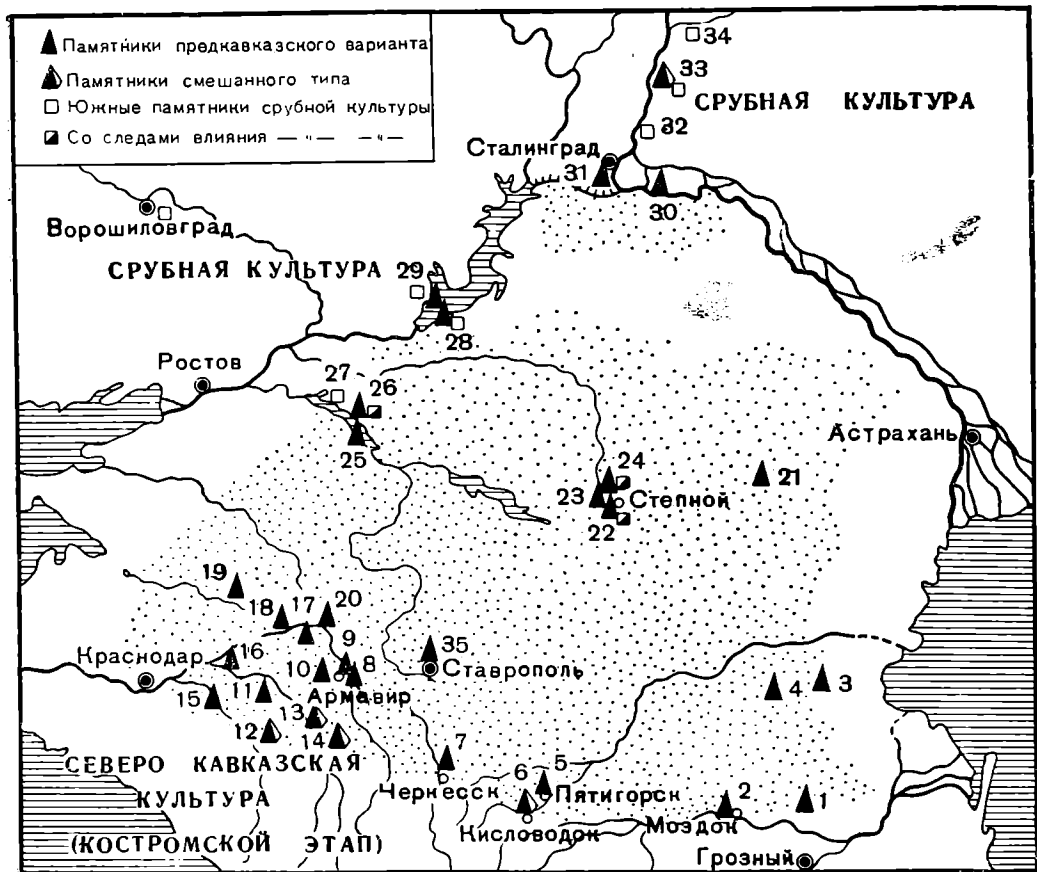 Памятники предкавказского варианта
Памятники смешанного типа
Южные памятники срубной культуры
Со следами влияния — „ — — „ —
34
33
СРУБНАЯ КУЛЬТУРА
32
Сталинград
31
30
Ворошиловград
СРУБНАЯ КУЛЬТУРА
29
28
Ростов
27
26
25
Астрахань
24
21
23
Степной
22
19
18
17
20
9
35
16
Краснодар
10
8
Ставрополь
4
3
15
11
Армавир
13
12
14
СЕВЕРО КАВКАЗСКАЯ
7
КУЛЬТУРА
Черкесск
6
5
Пятигорск
2
1
(КОСТРОМСКОЙ ЭТАП)
Кисловодок
Моздок
Грозный